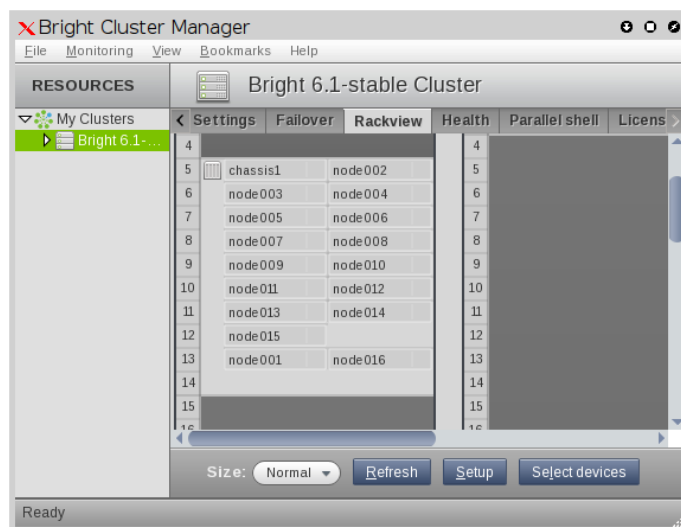 Bright Cluster Manager
File Monitoring View Bookmarks Help
RESOURCES
Bright 6.1-stable Cluster
My Clusters
Bright 6.1-...
Settings Failover Rackview Health Parallel shell Licens
4 4
5 chassis1 node002 5
6 node003 node004 6
7 node005 node006 7
8 node007 node008 8
9 node009 node010 9
10 node011 node012 10
11 node013 node014 11
12 node015 12
13 node001 node016 13
14 14
15 15
16 16
Size: Normal Refresh Setup Select devices
Ready